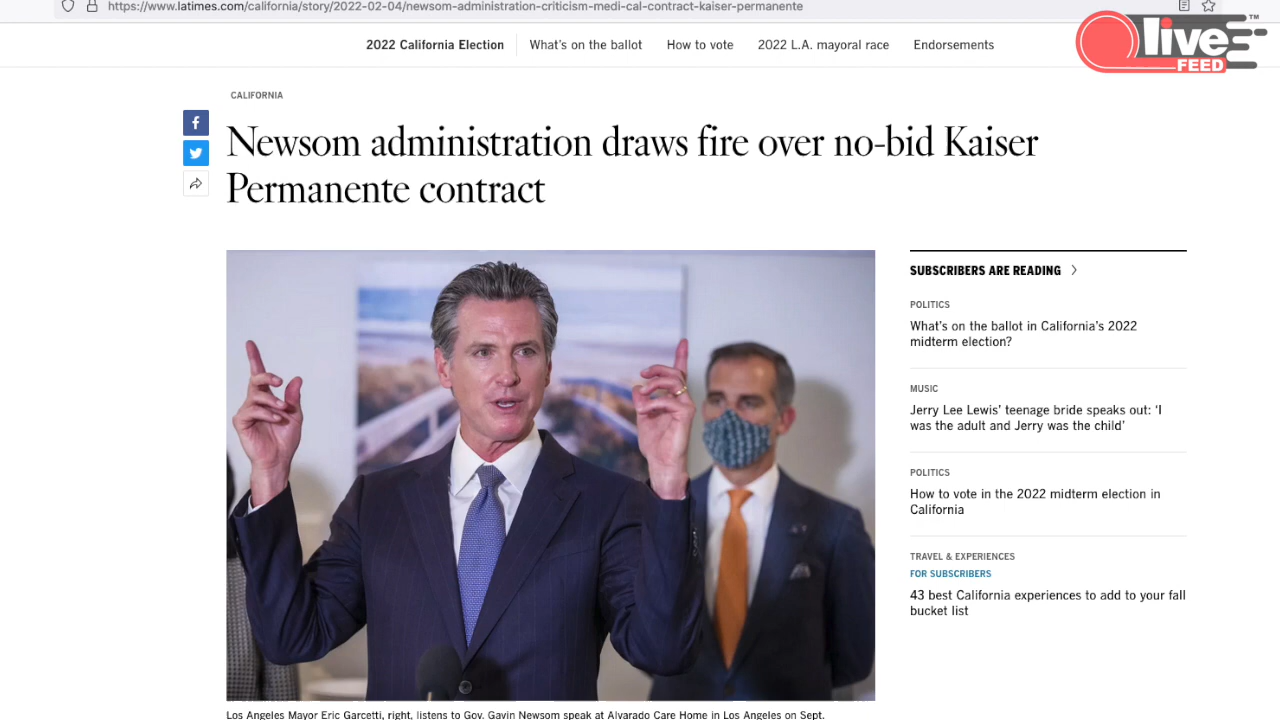 https://www.latimes.com/california/story/2022-02-04/newsom-administration-criticism-medi-cal-contract-kaiser-permanente
live
FEED
™
2022 California Election
What's on the ballot
How to vote
2022 L.A. mayoral race
Endorsements
CALIFORNIA
Newsom administration draws fire over no-bid Kaiser
Permanente contract
SUBSCRIBERS ARE READING
POLITICS
What's on the ballot in California's 2022
midterm election?
MUSIC
Jerry Lee Lewis' teenage bride speaks out: 'I
was the adult and Jerry was the child'
POLITICS
How to vote in the 2022 midterm election in
California
TRAVEL & EXPERIENCES
FOR SUBSCRIBERS
43 best California experiences to add to your fall
bucket list
Los Angeles Mayor Eric Garcetti, right, listens to Gov. Gavin Newsom speak at Alvarado Care Home in Los Angeles on Sept.